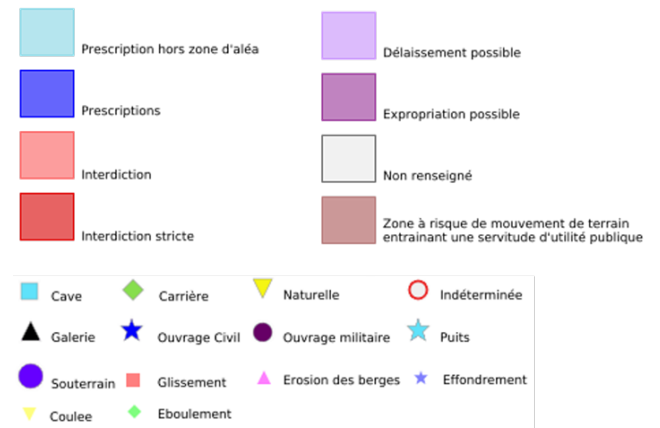 Prescription hors zone d'aléa
Délaissement possible
Prescriptions
Expropriation possible
Interdiction
Non renseigné
Interdiction stricte
Zone à risque de mouvement de terrain
entrainant une servitude d'utilité publique
Cave
Carrière
Naturelle
Indéterminée
Galerie
Ouvrage Civil
Ouvrage militaire
Puits
Souterrain
Glissement
Erosion des berges
Effondrement
Coulee
Eboulement